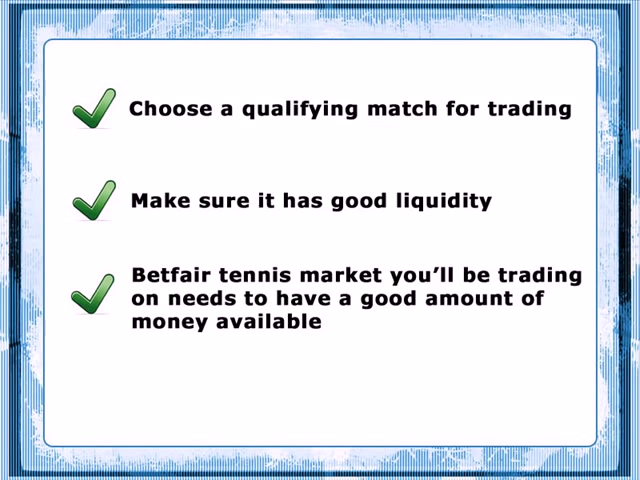 Choose a qualifying match for trading
Make sure it has good liquidity
Betfair tennis market you’ll be trading
on needs to have a good amount of
money available